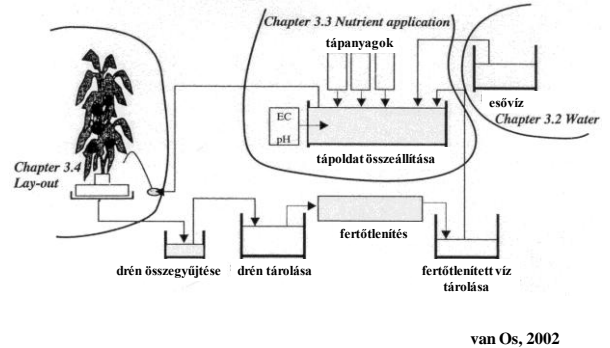 Chapter 3.3 Nutrient application
tápanyagok
esővíz
Chapter 3.2 Water
EC
pH
tápoldat összeállítása
Chapter 3.4
Lay-out
fertőtlenítés
drén összegyűjtése
drén tárolása
fertőtlenített víz
tárolása
van Os, 2002